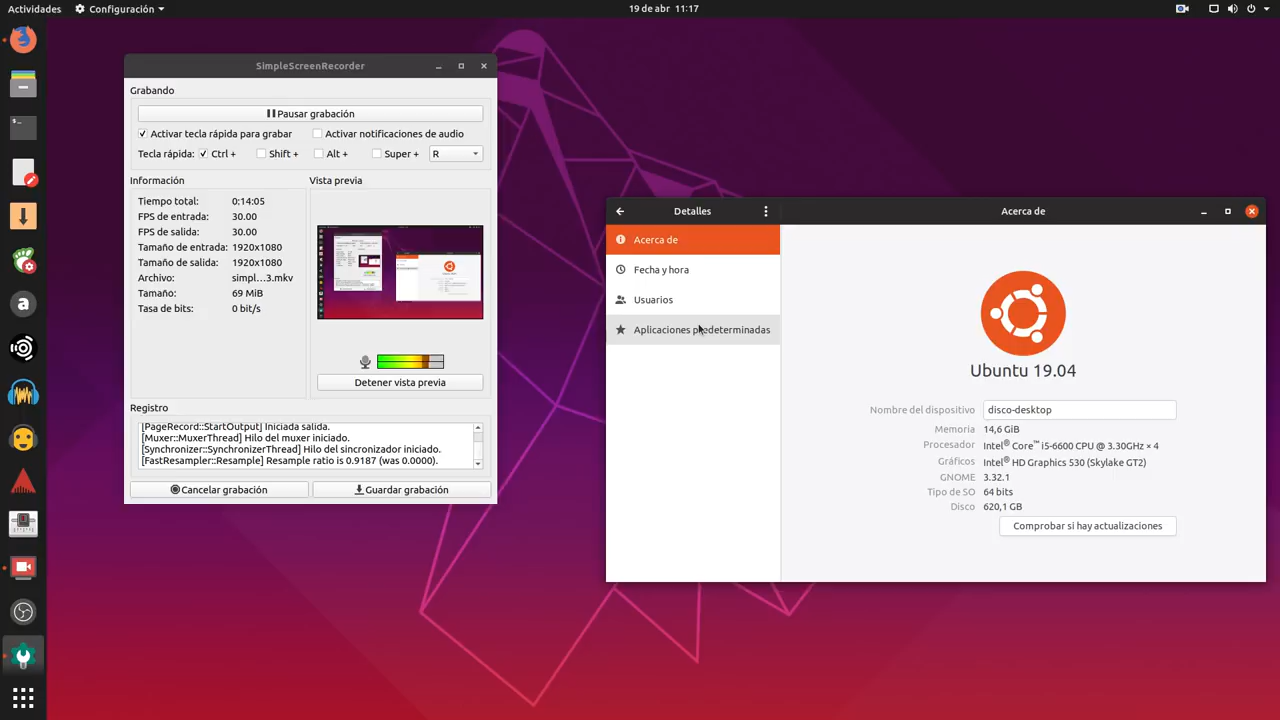 Actividades
Configuración
19 de abr 11:17
SimpleScreenRecorder
Grabando
Pausar grabación
Activar tecla rápida para grabar
Activar notificaciones de audio
Tecla rápida: Ctrl + Shift + Alt + Super + R
Información
Tiempo total: 0:14:05
FPS de entrada: 30.00
FPS de salida: 30.00
Tamaño de entrada: 1920x1080
Tamaño de salida: 1920x1080
Archivo: simpl...3.mkv
Tamaño: 69 MiB
Tasa de bits: 0 bit/s
Vista previa
Detener vista previa
Registro
[PageRecord::StartOutput] Iniciada salida.
[Muxer::MuxerThread] Hilo del muxer iniciado.
[Synchronizer::SynchronizerThread] Hilo del sincronizador iniciado.
[FastResampler::Resample] Resample ratio is 0.9187 (was 0.0000).
Cancelar grabación
Guardar grabación
Detalles
Acerca de
Fecha y hora
Usuarios
Aplicaciones predeterminadas
Acerca de
Ubuntu 19.04
Nombre del dispositivo disco-desktop
Memoria 14,6 GiB
Procesador Intel® Core™ i5-6600 CPU @ 3.30GHz × 4
Gráficos Intel® HD Graphics 530 (Skylake GT2)
GNOME 3.32.1
Tipo de SO 64 bits
Disco 620,1 GB
Comprobar si hay actualizaciones